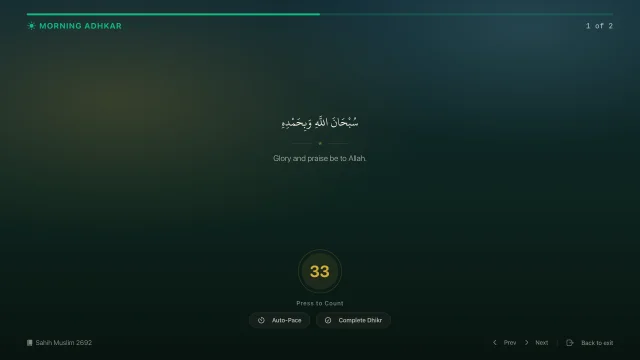 MORNING ADHKAR
1 of 2
سُبْحَانَ اللَّهِ وَبِحَمْدِهِ
Glory and praise be to Allah.
33
Press to Count
Auto-Pace
Complete Dhikr
Sahih Muslim 2692
Prev
Next
Back to exit